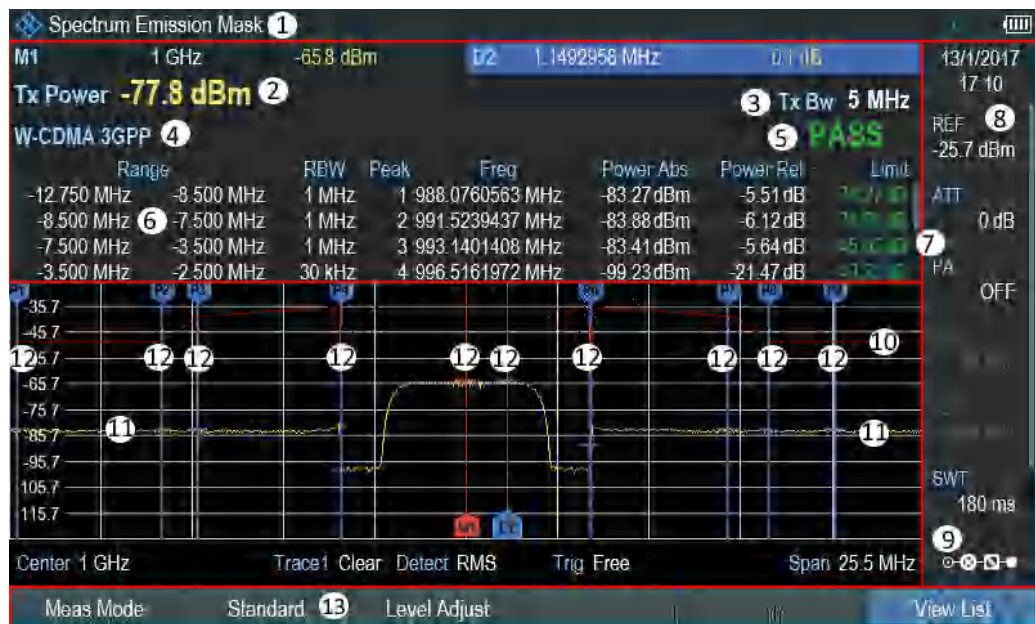 Spectrum Emission Mask 1
M1 1 GHz -65.8 dBm D2 1.1492958 MHz
13/1/2017
17:10
Tx Power -77.8 dBm 2
3 Tx Bw 5 MHz
W-CDMA 3GPP 4
5 PASS
REF 8
-25.7 dBm
Range RBW Peak Freq Power Abs Power Rel Limit
-12.750 MHz -8.500 MHz 1 MHz 1 988.0760563 MHz -83.27 dBm -5.51 dB
-8.500 MHz 6 -7.500 MHz 1 MHz 2 991.5239437 MHz -83.88 dBm -6.12 dB
-7.500 MHz -3.500 MHz 1 MHz 3 993.1401408 MHz -83.41 dBm -5.64 dB
-3.500 MHz -2.500 MHz 30 kHz 4 996.5161972 MHz -99.23 dBm -21.47 dB
ATT
0 dB
7
PA
OFF
-35.7
-45.7
10
12 12 12 12 12 12 12 12 12 12
-65.7
-75.7
11 11
-85.7
-95.7
-105.7
-115.7
M1 D2
SWT
180 ms
9
Center 1 GHz Trace1 Clear Detect RMS Trig Free Span 25.5 MHz
Meas Mode Standard 13 Level Adjust View List